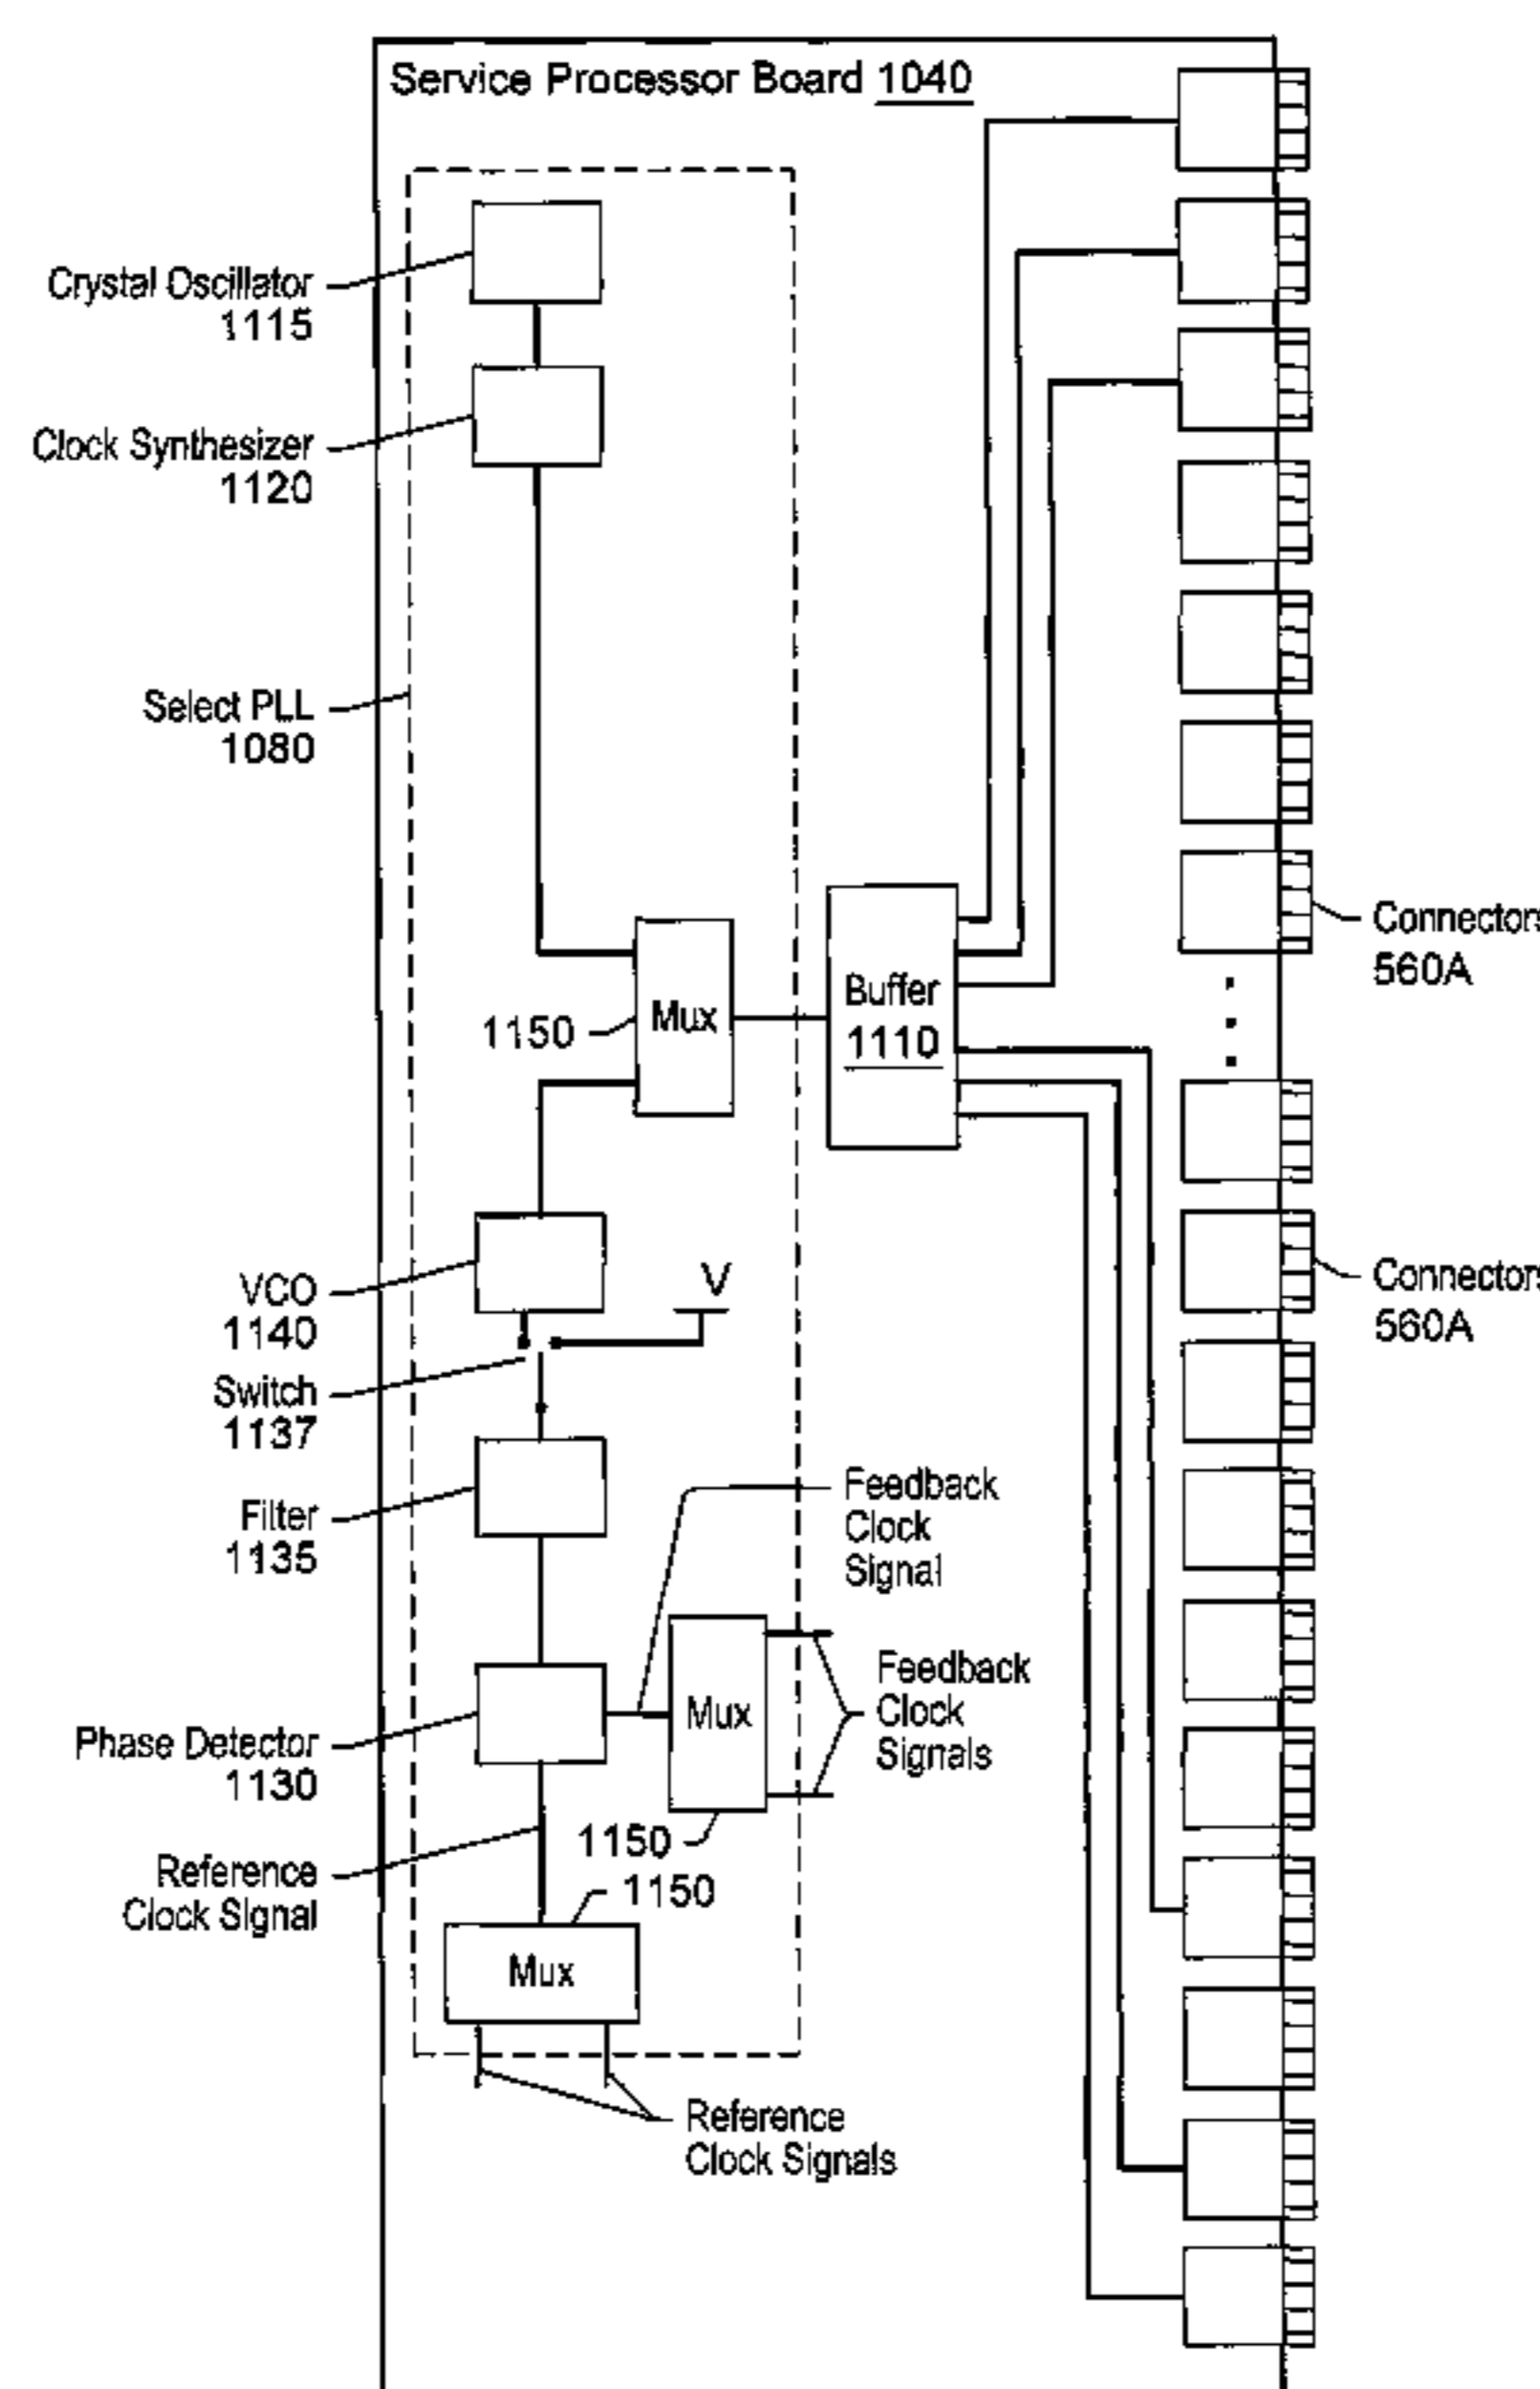 Service Processor Board 1040
Crystal Oscillator
1115
Clock Synthesizer
1120
Select PLL
1080
Connectors
560A
Buffer
1110
Mux
1150
Connectors
560A
V
VCO
1140
Switch
1137
Filter
1135
Feedback
Clock
Signal
Mux
Feedback
Clock
Signals
Phase Detector
1130
1150
1150
Reference
Clock Signal
Mux
Reference
Clock Signals